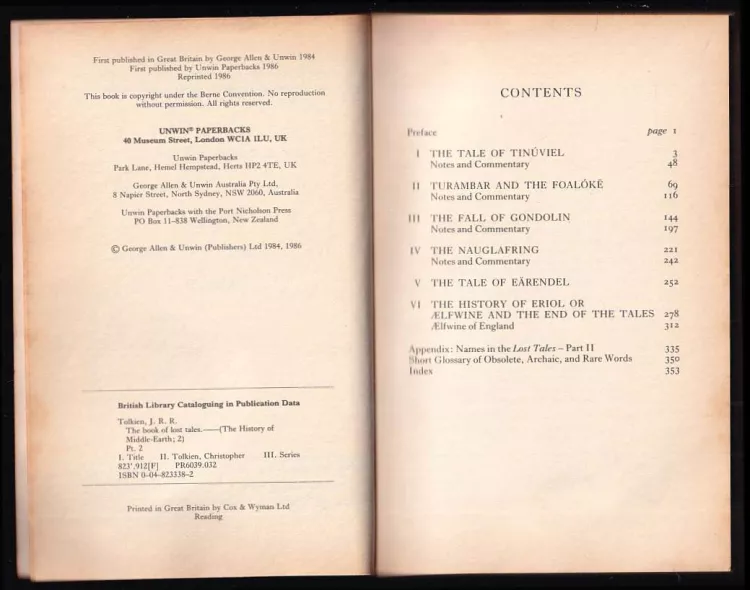 First published in Great Britain by George Allen & Unwin 1984
First published by Unwin Paperbacks 1986
Reprinted 1986
This book is copyright under the Berne Convention. No reproduction
without permission. All rights reserved.
UNWIN® PAPERBACKS
40 Museum Street, London WC1A 1LU, UK
Unwin Paperbacks
Park Lane, Hemel Hempstead, Herts HP2 4TE, UK
George Allen & Unwin Australia Pty Ltd,
8 Napier Street, North Sydney, NSW 2060, Australia
Unwin Paperbacks with the Port Nicholson Press
PO Box 11-838 Wellington, New Zealand
© George Allen & Unwin (Publishers) Ltd 1984, 1986
British Library Cataloguing in Publication Data
Tolkien, J. R. R.
The book of lost tales.——(The History of
Middle-Earth; 2)
Pt. 2
I. Title II. Tolkien, Christopher III. Series
823'.912[F] PR6039.032
ISBN 0-04-823338-2
Printed in Great Britain by Cox & Wyman Ltd
Reading
CONTENTS
Preface page 1
I THE TALE OF TINÚVIEL 3
Notes and Commentary 48
II TURAMBAR AND THE FOALÓKË 69
Notes and Commentary 116
III THE FALL OF GONDOLIN 144
Notes and Commentary 197
IV THE NAUGLAFRING 221
Notes and Commentary 242
V THE TALE OF EÄRENDEL 252
VI THE HISTORY OF ERIOL OR
ÆLFWINE AND THE END OF THE TALES 278
Ælfwine of England 312
Appendix: Names in the Lost Tales – Part II 335
Short Glossary of Obsolete, Archaic, and Rare Words 350
Index 353